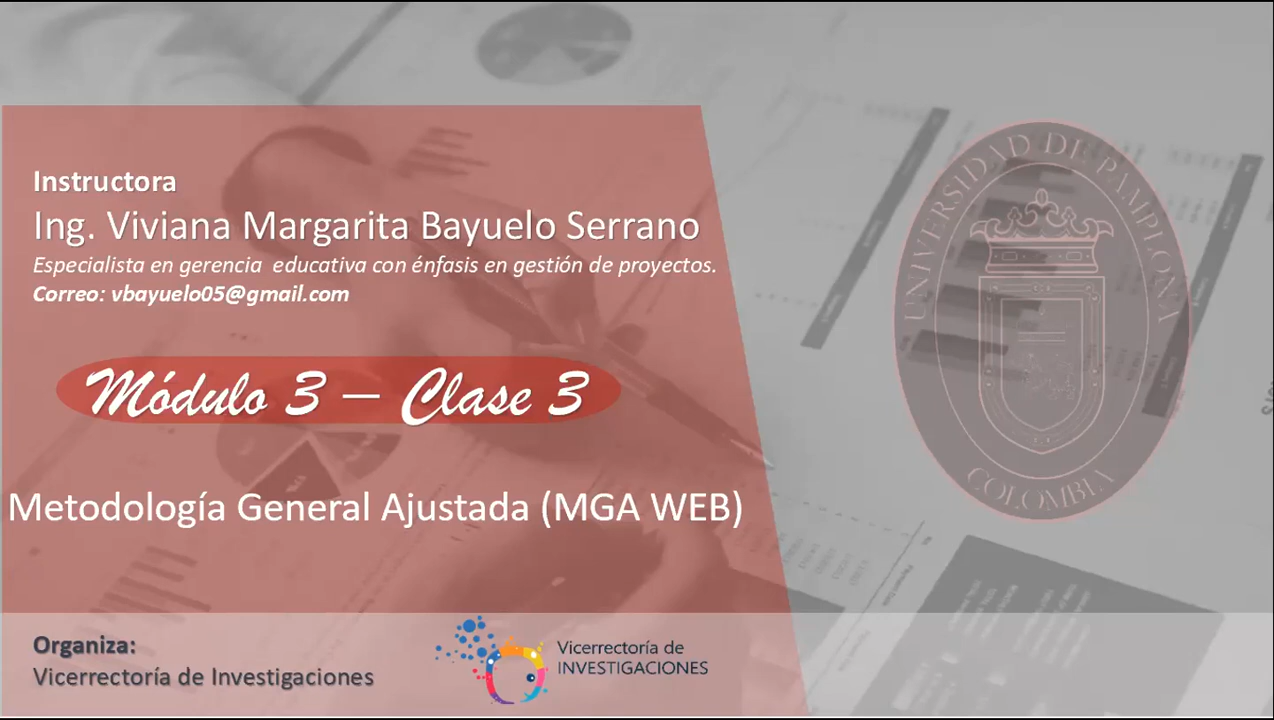 Instructora
Ing. Viviana Margarita Bayuelo Serrano
Especialista en gerencia educativa con énfasis en gestión de proyectos.
Correo: vbayuelo05@gmail.com
Módulo 3 – Clase 3
Metodología General Ajustada (MGA WEB)
UNIVERSIDAD DE PAMPLONA
COLOMBIA
Organiza:
Vicerrectoría de Investigaciones
Vicerrectoría de
INVESTIGACIONES